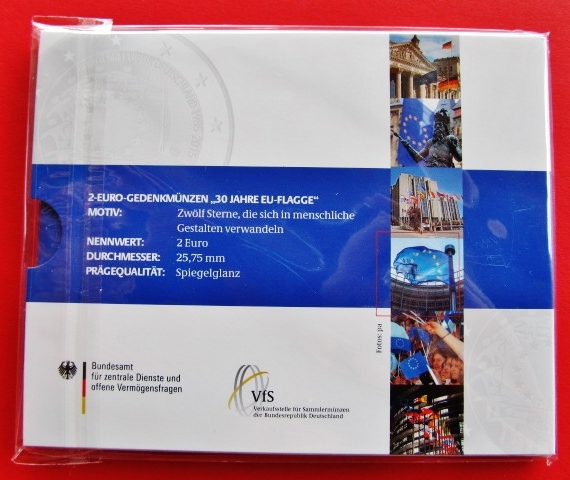 2-EURO-GEDENKMÜNZEN „30 JAHRE EU-FLAGGE“
MOTIV: Zwölf Sterne, die sich in menschliche
Gestalten verwandeln
NENNWERT: 2 Euro
DURCHMESSER: 25,75 mm
PRÄGEQUALITÄT: Spiegelglanz
Fotos: pa
Bundesamt
für zentrale Dienste und
offene Vermögensfragen
VfS
Verkaufsstelle für Sammlermünzen
der Bundesrepublik Deutschland